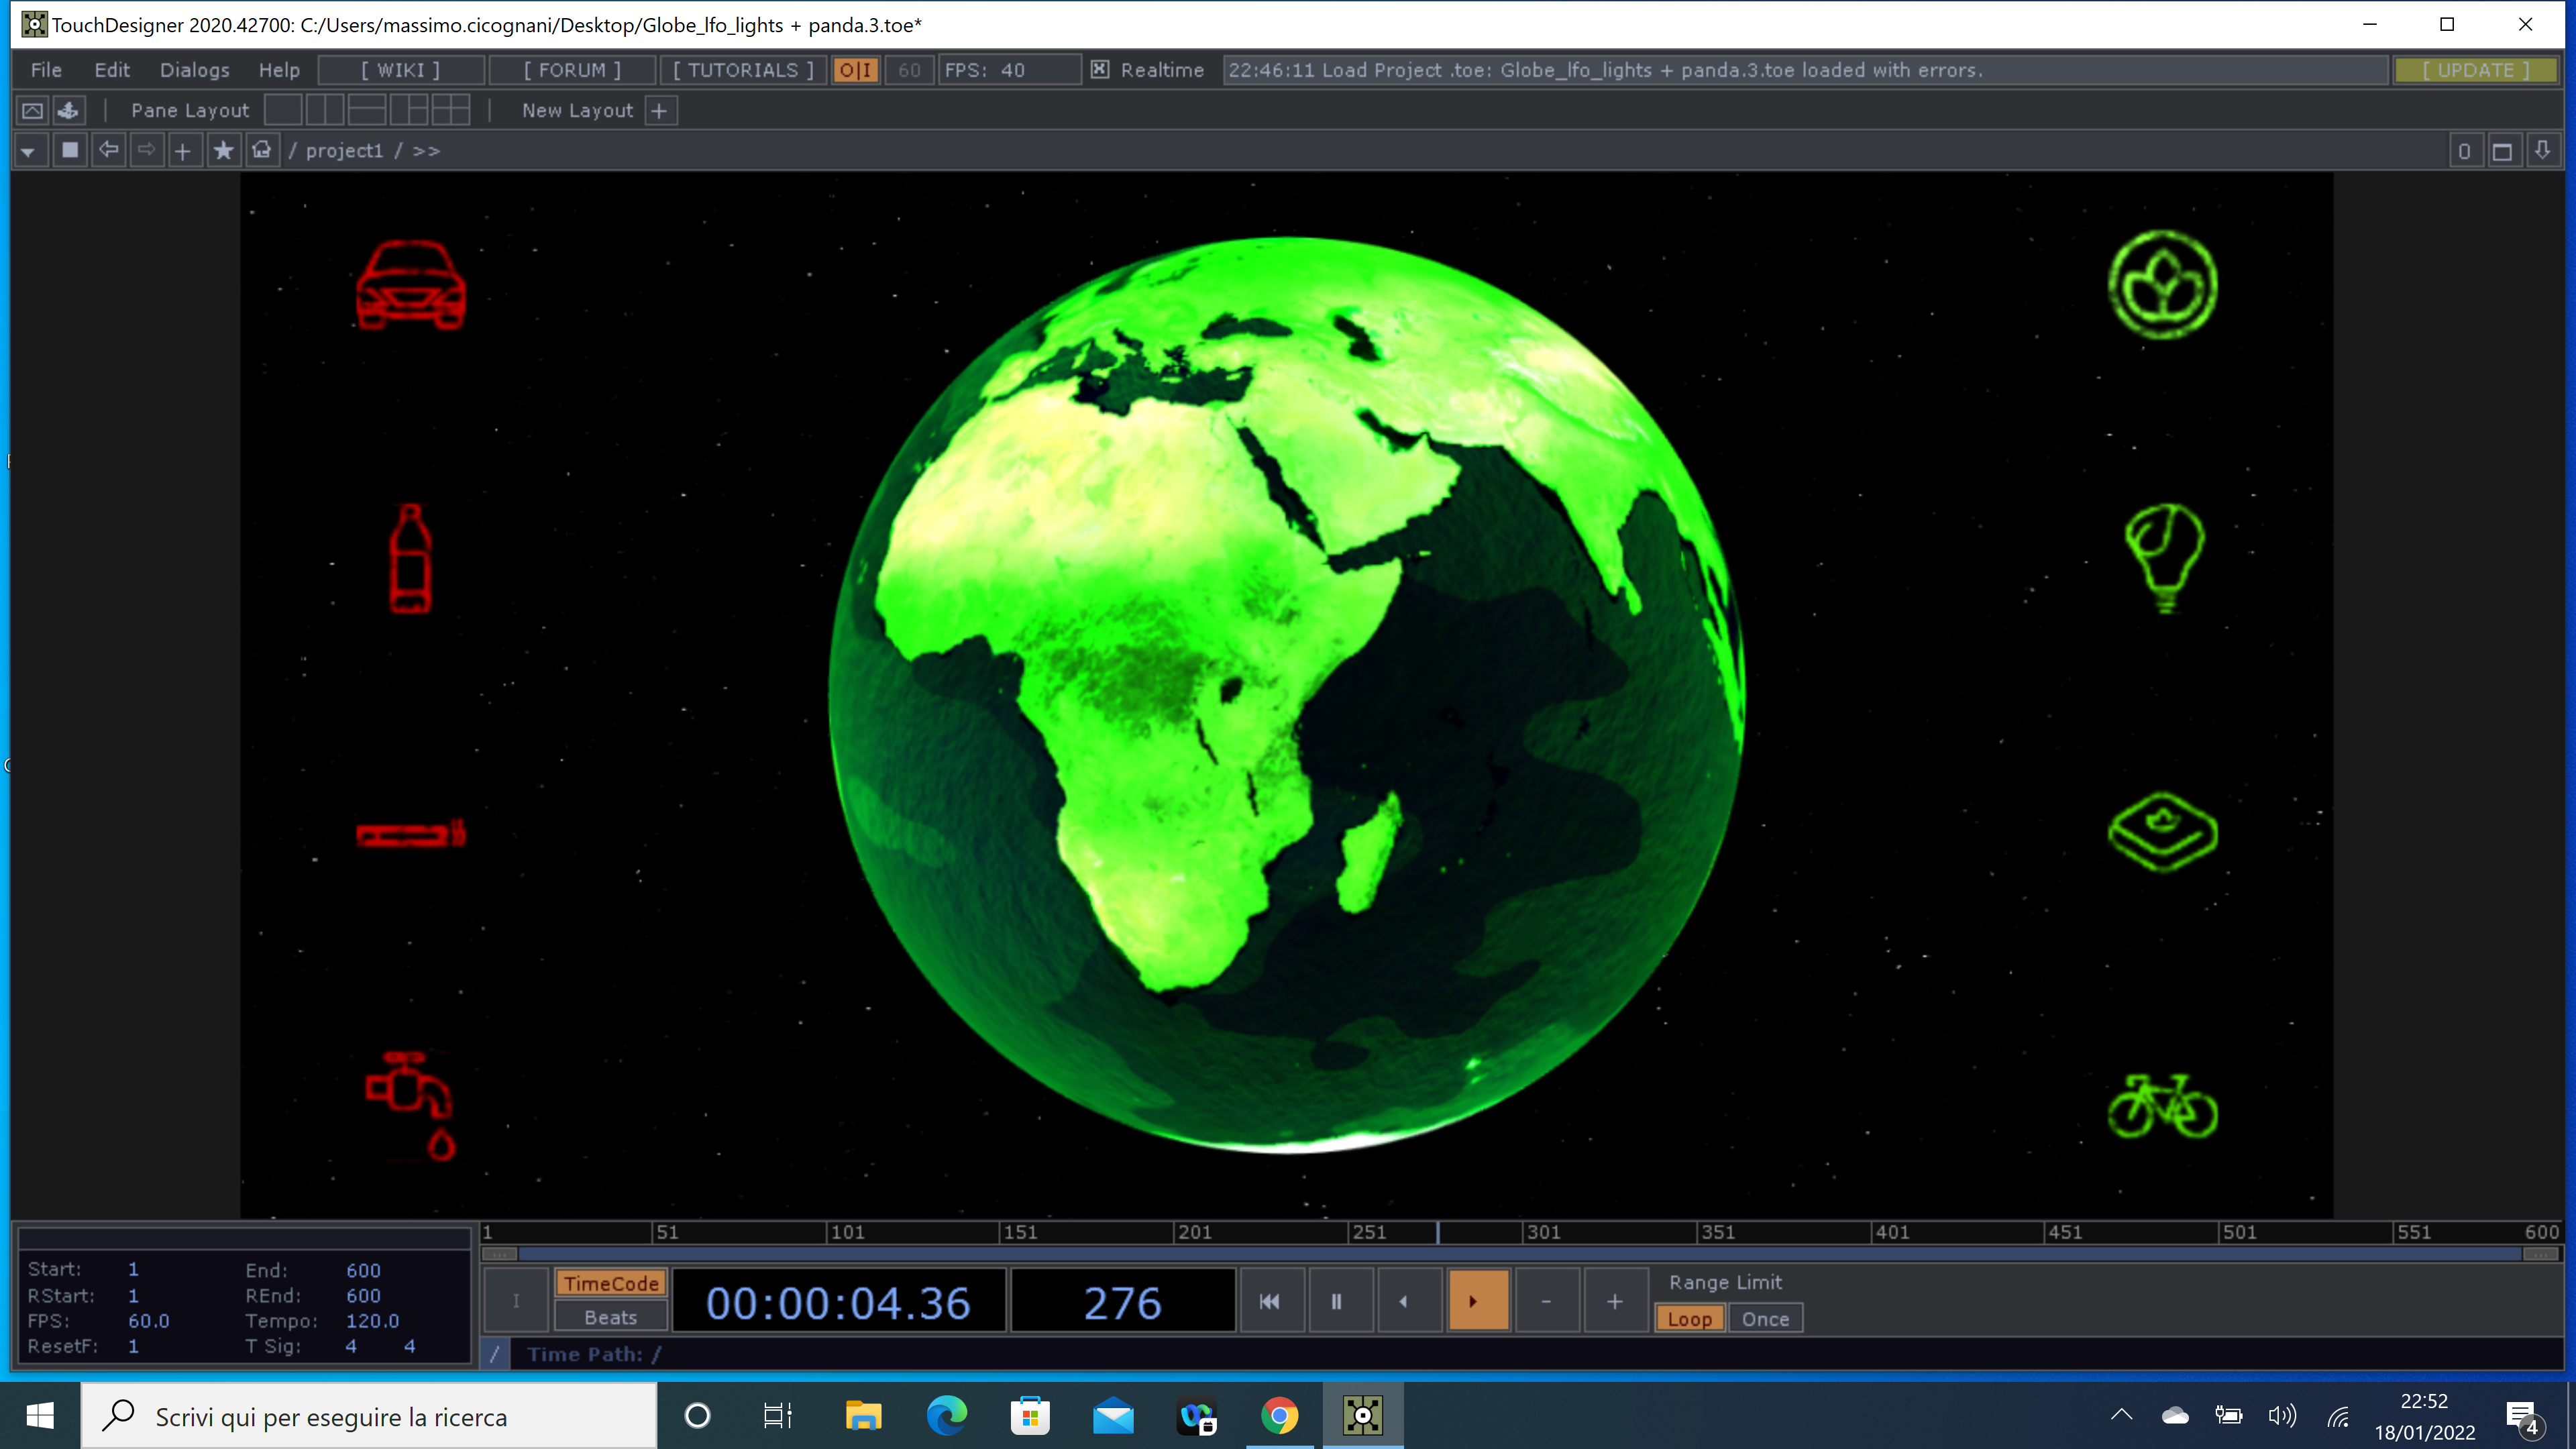 TouchDesigner 2020.42700: C:/Users/massimo.cicognani/Desktop/Globe_lfo_lights + panda.3.toe*
File Edit Dialogs Help [ WIKI ] [ FORUM ] [ TUTORIALS ] O|I 60 FPS: 40 Realtime 22:46:11 Load Project .toe: Globe_lfo_lights + panda.3.toe loaded with errors. [ UPDATE ]
Pane Layout | New Layout +
/ project1 / >> 0
1 51 101 151 201 251 301 351 401 451 501 551 600
Start: 1 End: 600
RStart: 1 REnd: 600
FPS: 60.0 Tempo: 120.0
ResetF: 1 T Sig: 4 4
I TimeCode Beats 00:00:04.36 276 - + Range Limit
Loop Once
/ Time Path: /
Scrivi qui per eseguire la ricerca
22:52
18/01/2022
4